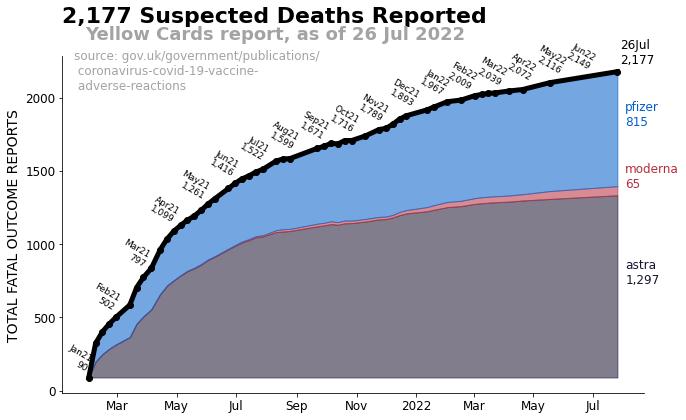 2,177 Suspected Deaths Reported
Yellow Cards report, as of 26 Jul 2022
source: gov.uk/government/publications/
coronavirus-covid-19-vaccine-
adverse-reactions
TOTAL FATAL OUTCOME REPORTS
2000
1500
1000
500
0
Jan21
90
Feb21
502
Mar21
797
Apr21
1,099
May21
1,261
Jun21
1,416
Jul21
1,522
Aug21
1,599
Sep21
1,671
Oct21
1,716
Nov21
1,789
Dec21
1,893
Jan22
1,967
Feb22
2,009
Mar22
2,039
Apr22
2,072
May22
2,116
Jun22
2,149
26Jul
2,177
pfizer
815
moderna
65
astra
1,297
Mar
May
Jul
Sep
Nov
2022
Mar
May
Jul